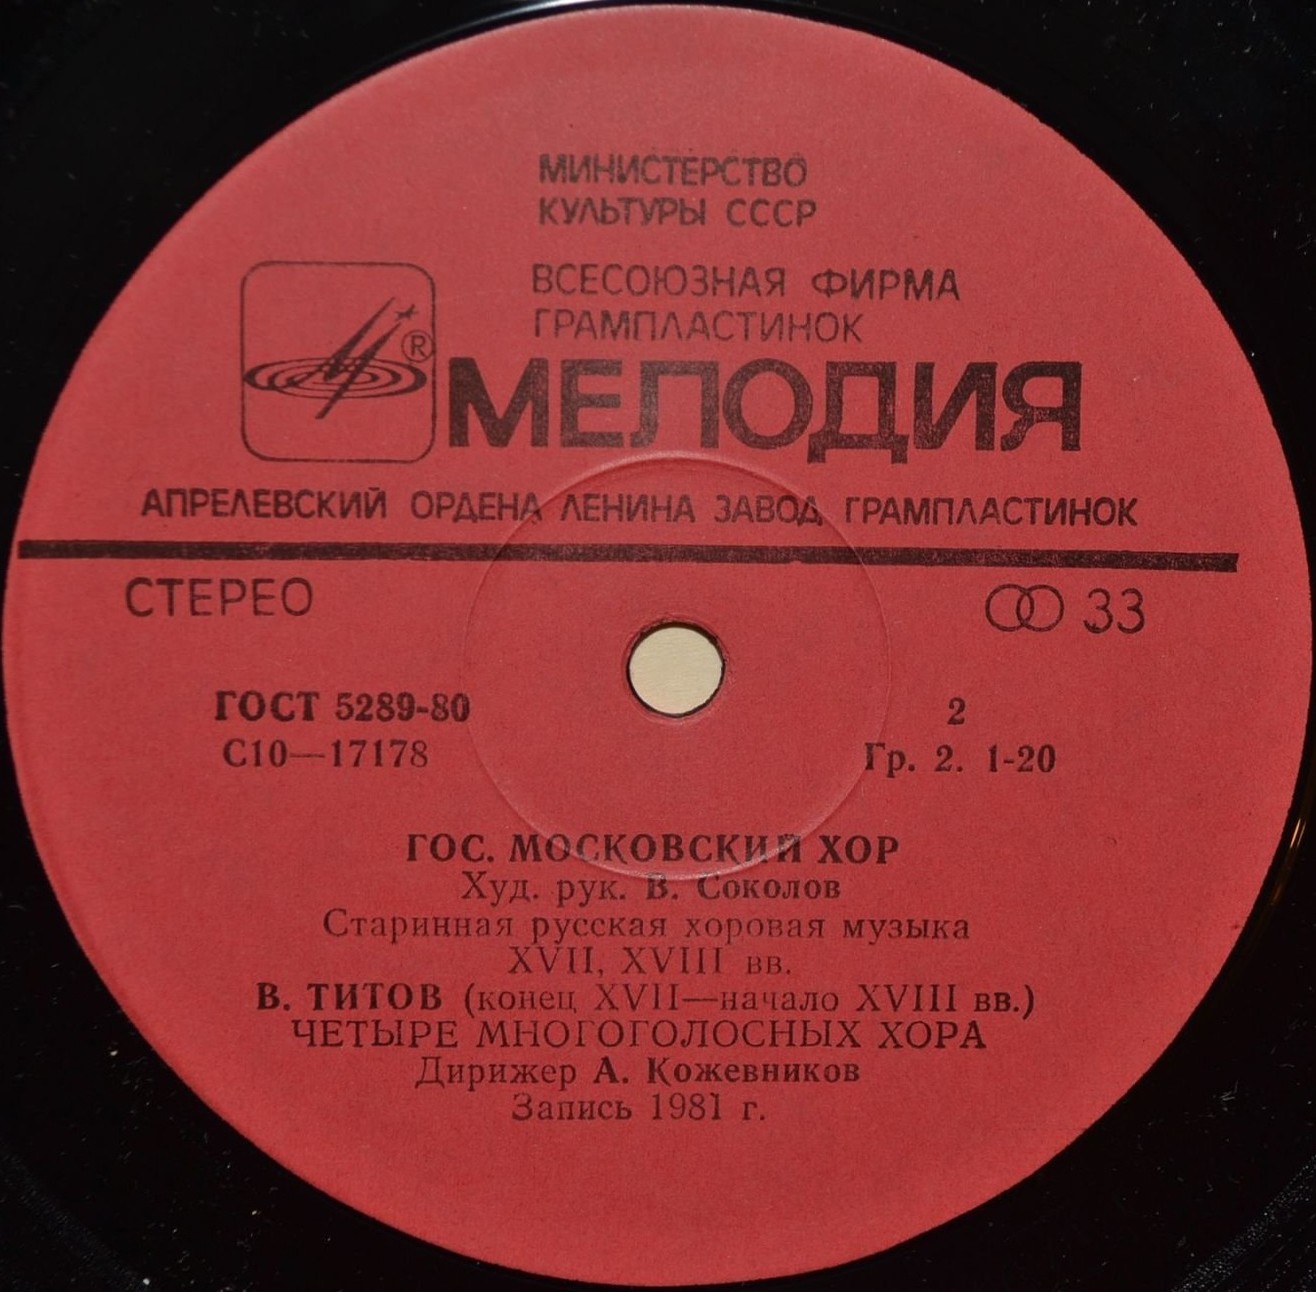 МИНИСТЕРСТВО
КУЛЬТУРЫ СССР
ВСЕСОЮЗНАЯ ФИРМА
ГРАМПЛАСТИНОК
®
МЕЛОДИЯ
АПРЕЛЕВСКИЙ ОРДЕНА ЛЕНИНА ЗАВОД ГРАМПЛАСТИНОК
СТЕРЕО 33
ГОСТ 5289-80 2
С10—17178 Гр. 2. 1-20
ГОС. МОСКОВСКИЙ ХОР
Худ. рук. В. Соколов
Старинная русская хоровая музыка
XVII, XVIII вв.
В. ТИТОВ (конец XVII—начало XVIII вв.)
ЧЕТЫРЕ МНОГОГОЛОСНЫХ ХОРА
Дирижер А. Кожевников
Запись 1981 г.